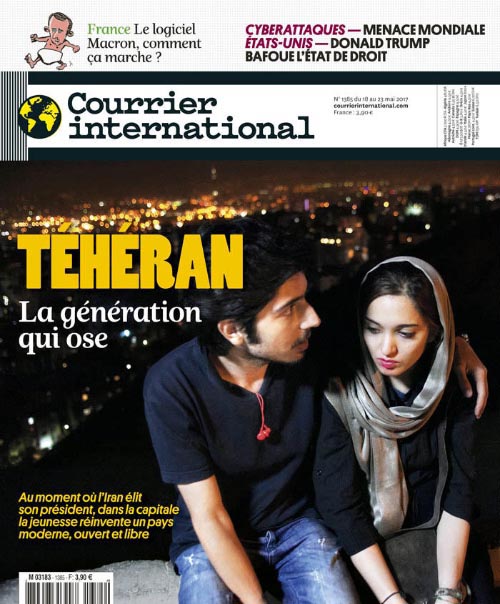 France Le logiciel
Macron, comment
ça marche ?
CYBERATTAQUES — MENACE MONDIALE
ÉTATS-UNIS — DONALD TRUMP
BAFOUE L'ÉTAT DE DROIT
Courrier
international
N° 1385 du 18 au 23 mai 2017
courrierinternational.com
France : 3,90 €
TÉHÉRAN
La génération
qui ose
Au moment où l'Iran élit
son président, dans la capitale
la jeunesse réinvente un pays
moderne, ouvert et libre
M 03183 - 1385 - F: 3,90 €